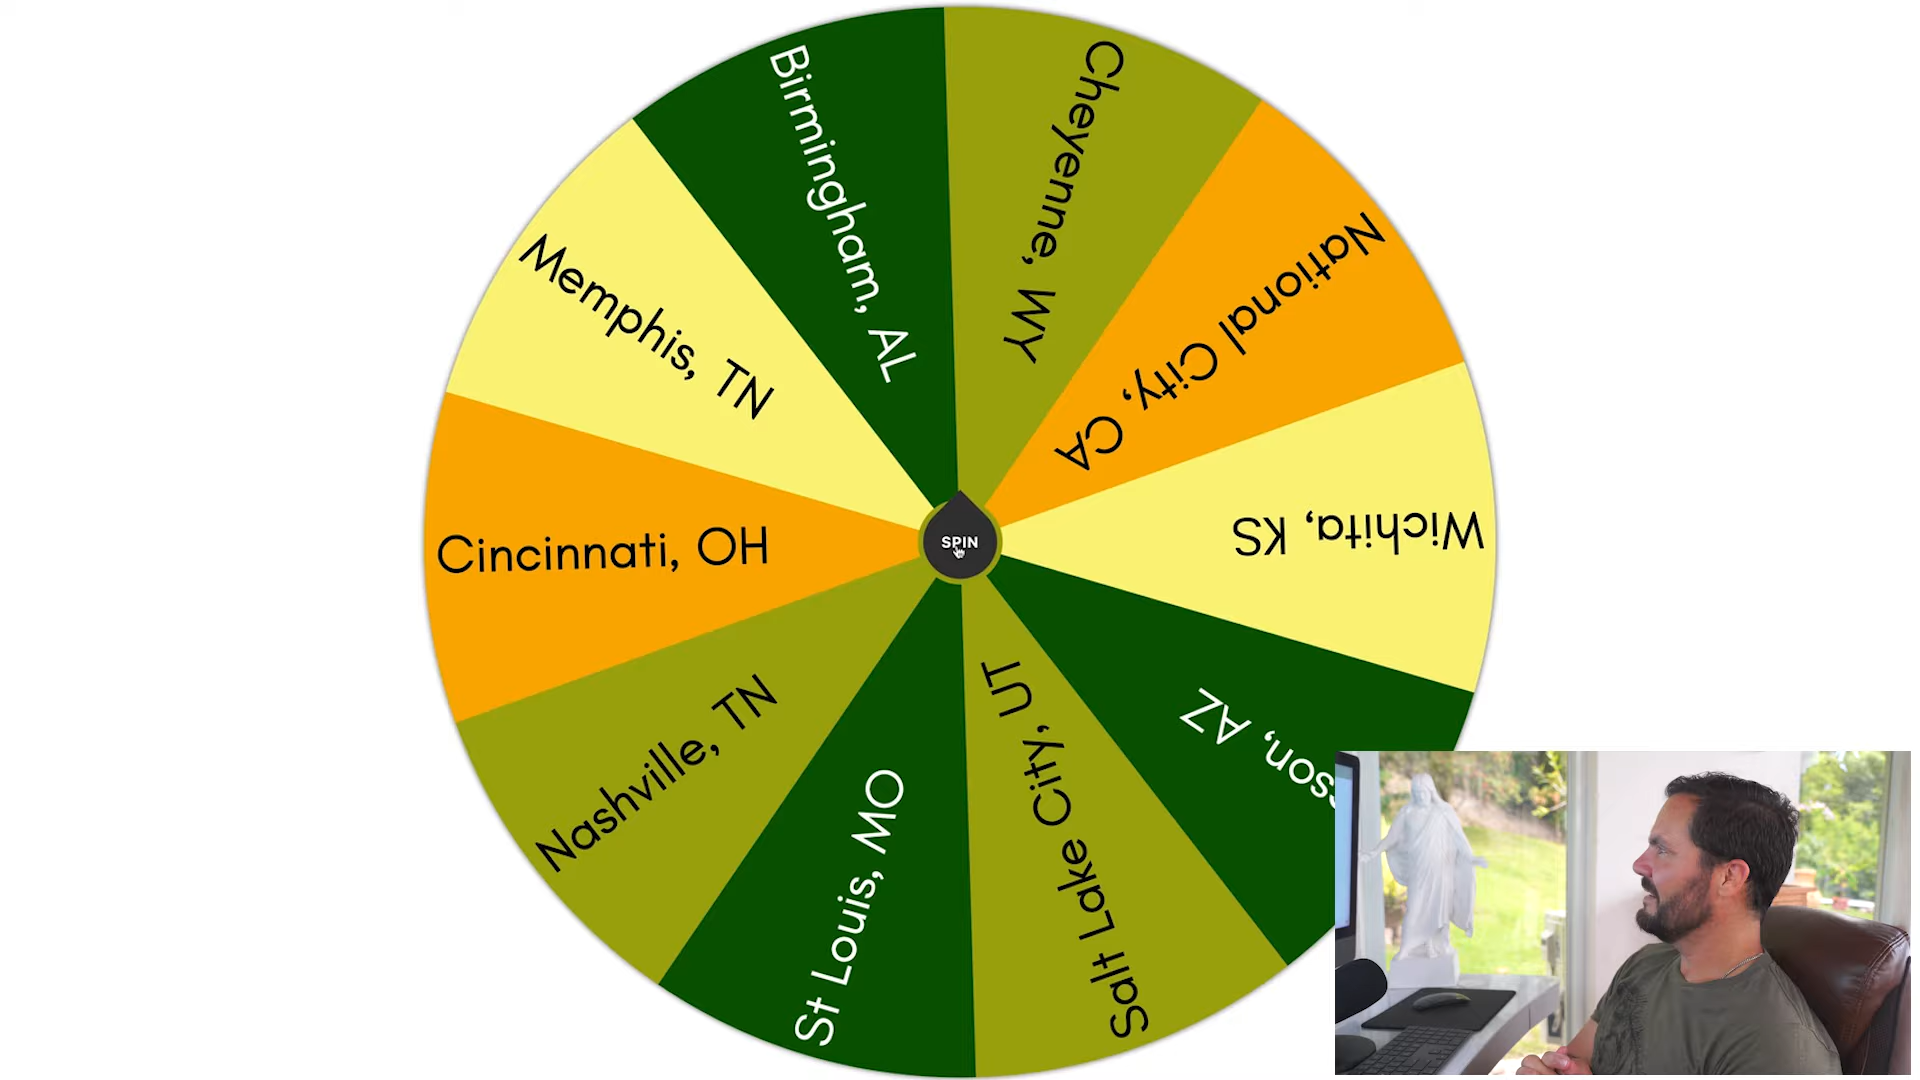 Birmingham, AL
Cheyenne, WY
National City, CA
Wichita, KS
son, AZ
Salt Lake City, UT
St Louis, MO
Nashville, TN
Cincinnati, OH
Memphis, TN
SPIN